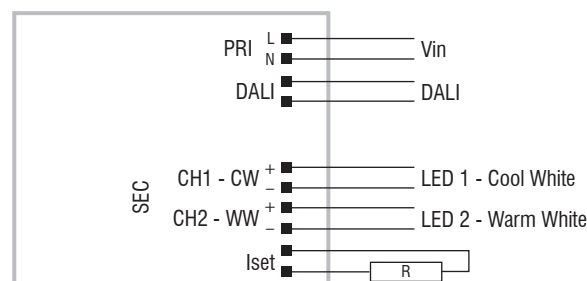 PRI L Vin
N
DALI DALI
SEC
CH1 - CW + LED 1 - Cool White
–
CH2 - WW + LED 2 - Warm White
–
Iset
R